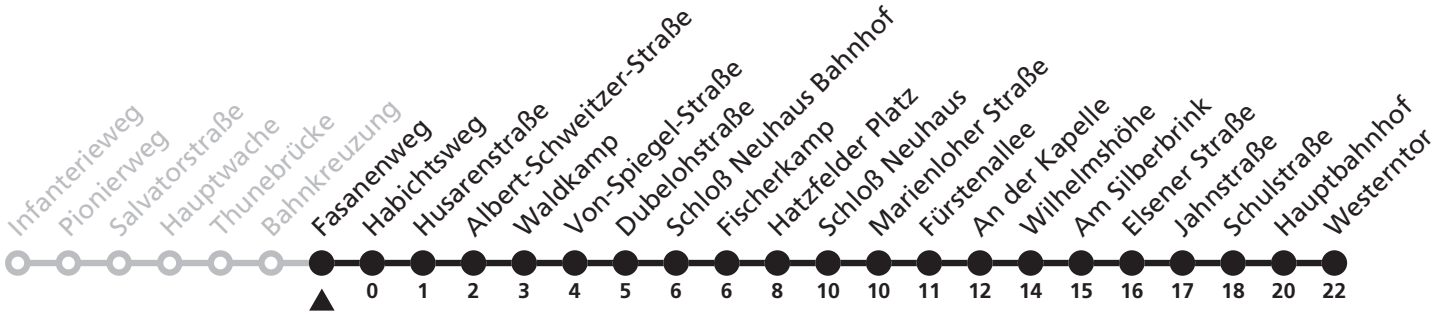 Infanterieweg
Pionierweg
Salvatorstraße
Hauptwache
Thunebrücke
Bahnkreuzung
Fasanenweg
Habichtsweg
Husarenstraße
Albert-Schweitzer-Straße
Waldkamp
Von-Spiegel-Straße
Dubelohstraße
Schloß Neuhaus Bahnhof
Fischerkamp
Hatzfelder Platz
Schloß Neuhaus
Marienloher Straße
Fürstenallee
An der Kapelle
Wilhelmshöhe
Am Silberbrink
Elsener Straße
Jahnstraße
Schulstraße
Hauptbahnhof
Westerntor
0 1 2 3 4 5 6 6 8 10 10 11 12 14 15 16 17 18 20 22